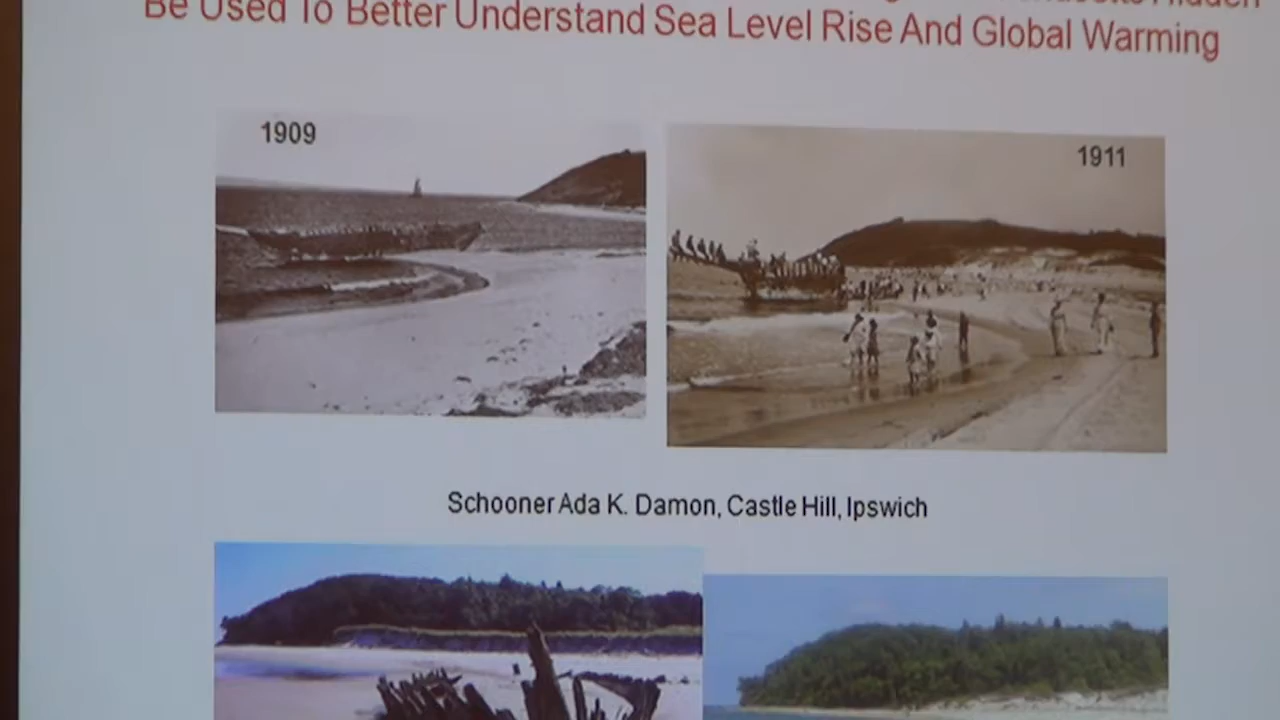 Be Used To Better Understand Sea Level Rise And Global Warming
1909
1911
Schooner Ada K. Damon, Castle Hill, Ipswich